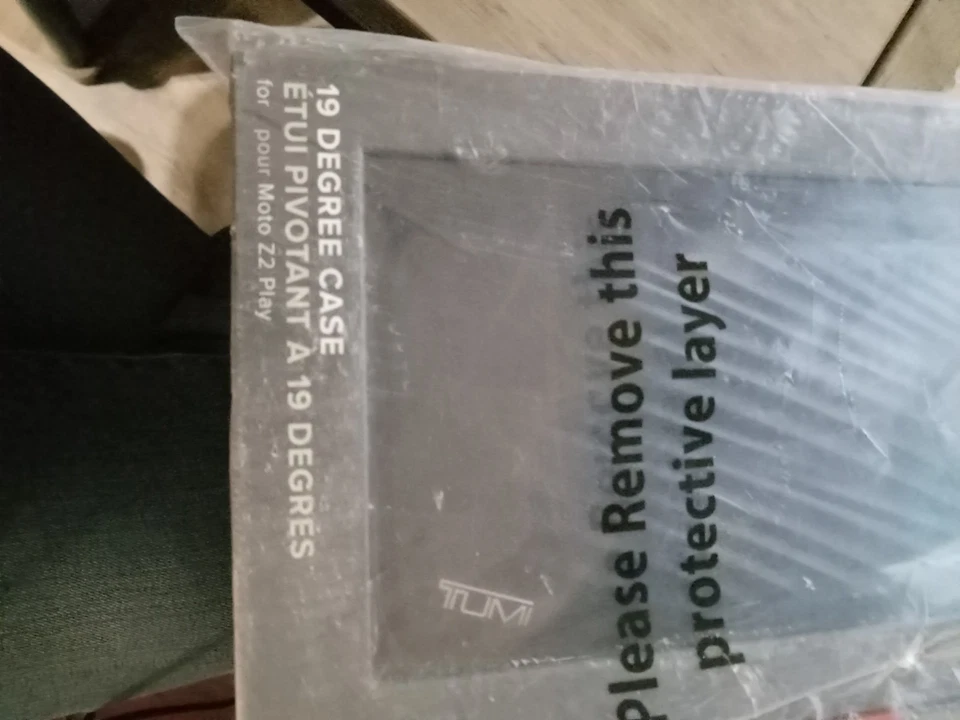 19 DEGREE CASE
ÉTUI PIVOTANT À 19 DEGRÉS
for pour Moto Z2 Play
please Remove this
protective layer
TUMI